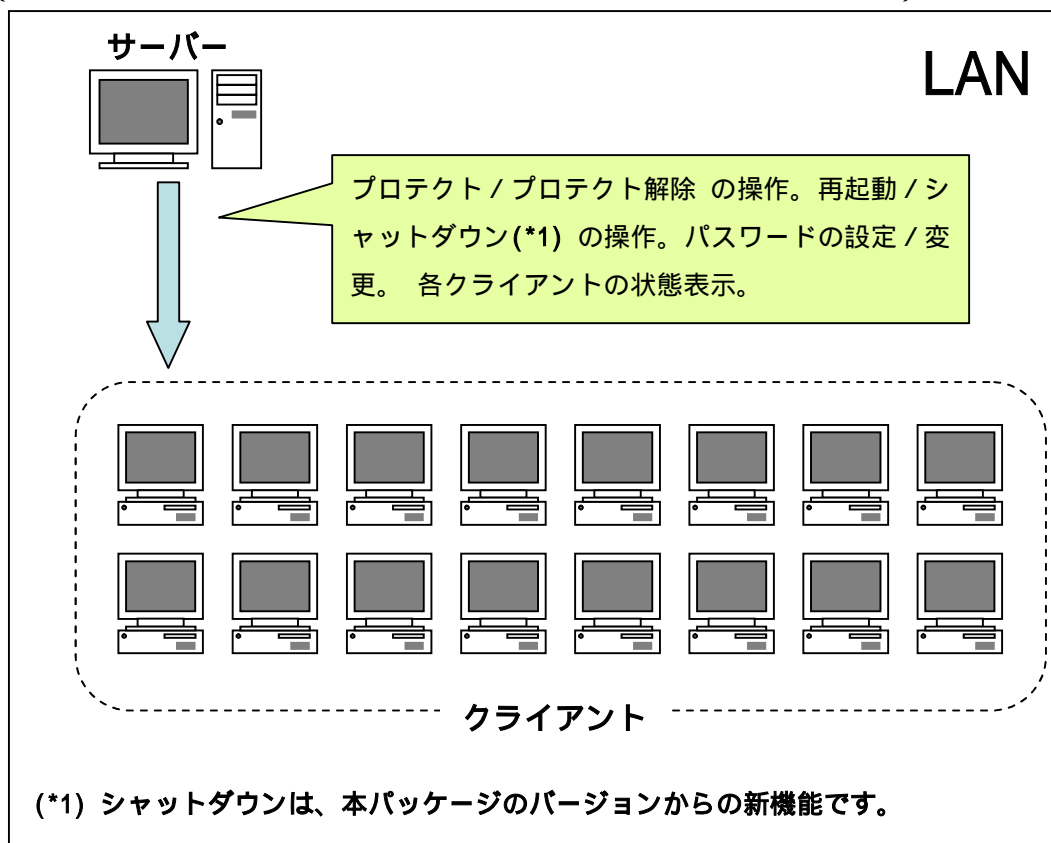 サーバー
LAN
プロテクト / プロテクト解除 の操作。再起動 / シ
ャットダウン(*1) の操作。パスワードの設定 / 変
更。 各クライアントの状態表示。
クライアント
(*1) シャットダウンは、本パッケージのバージョンからの新機能です。